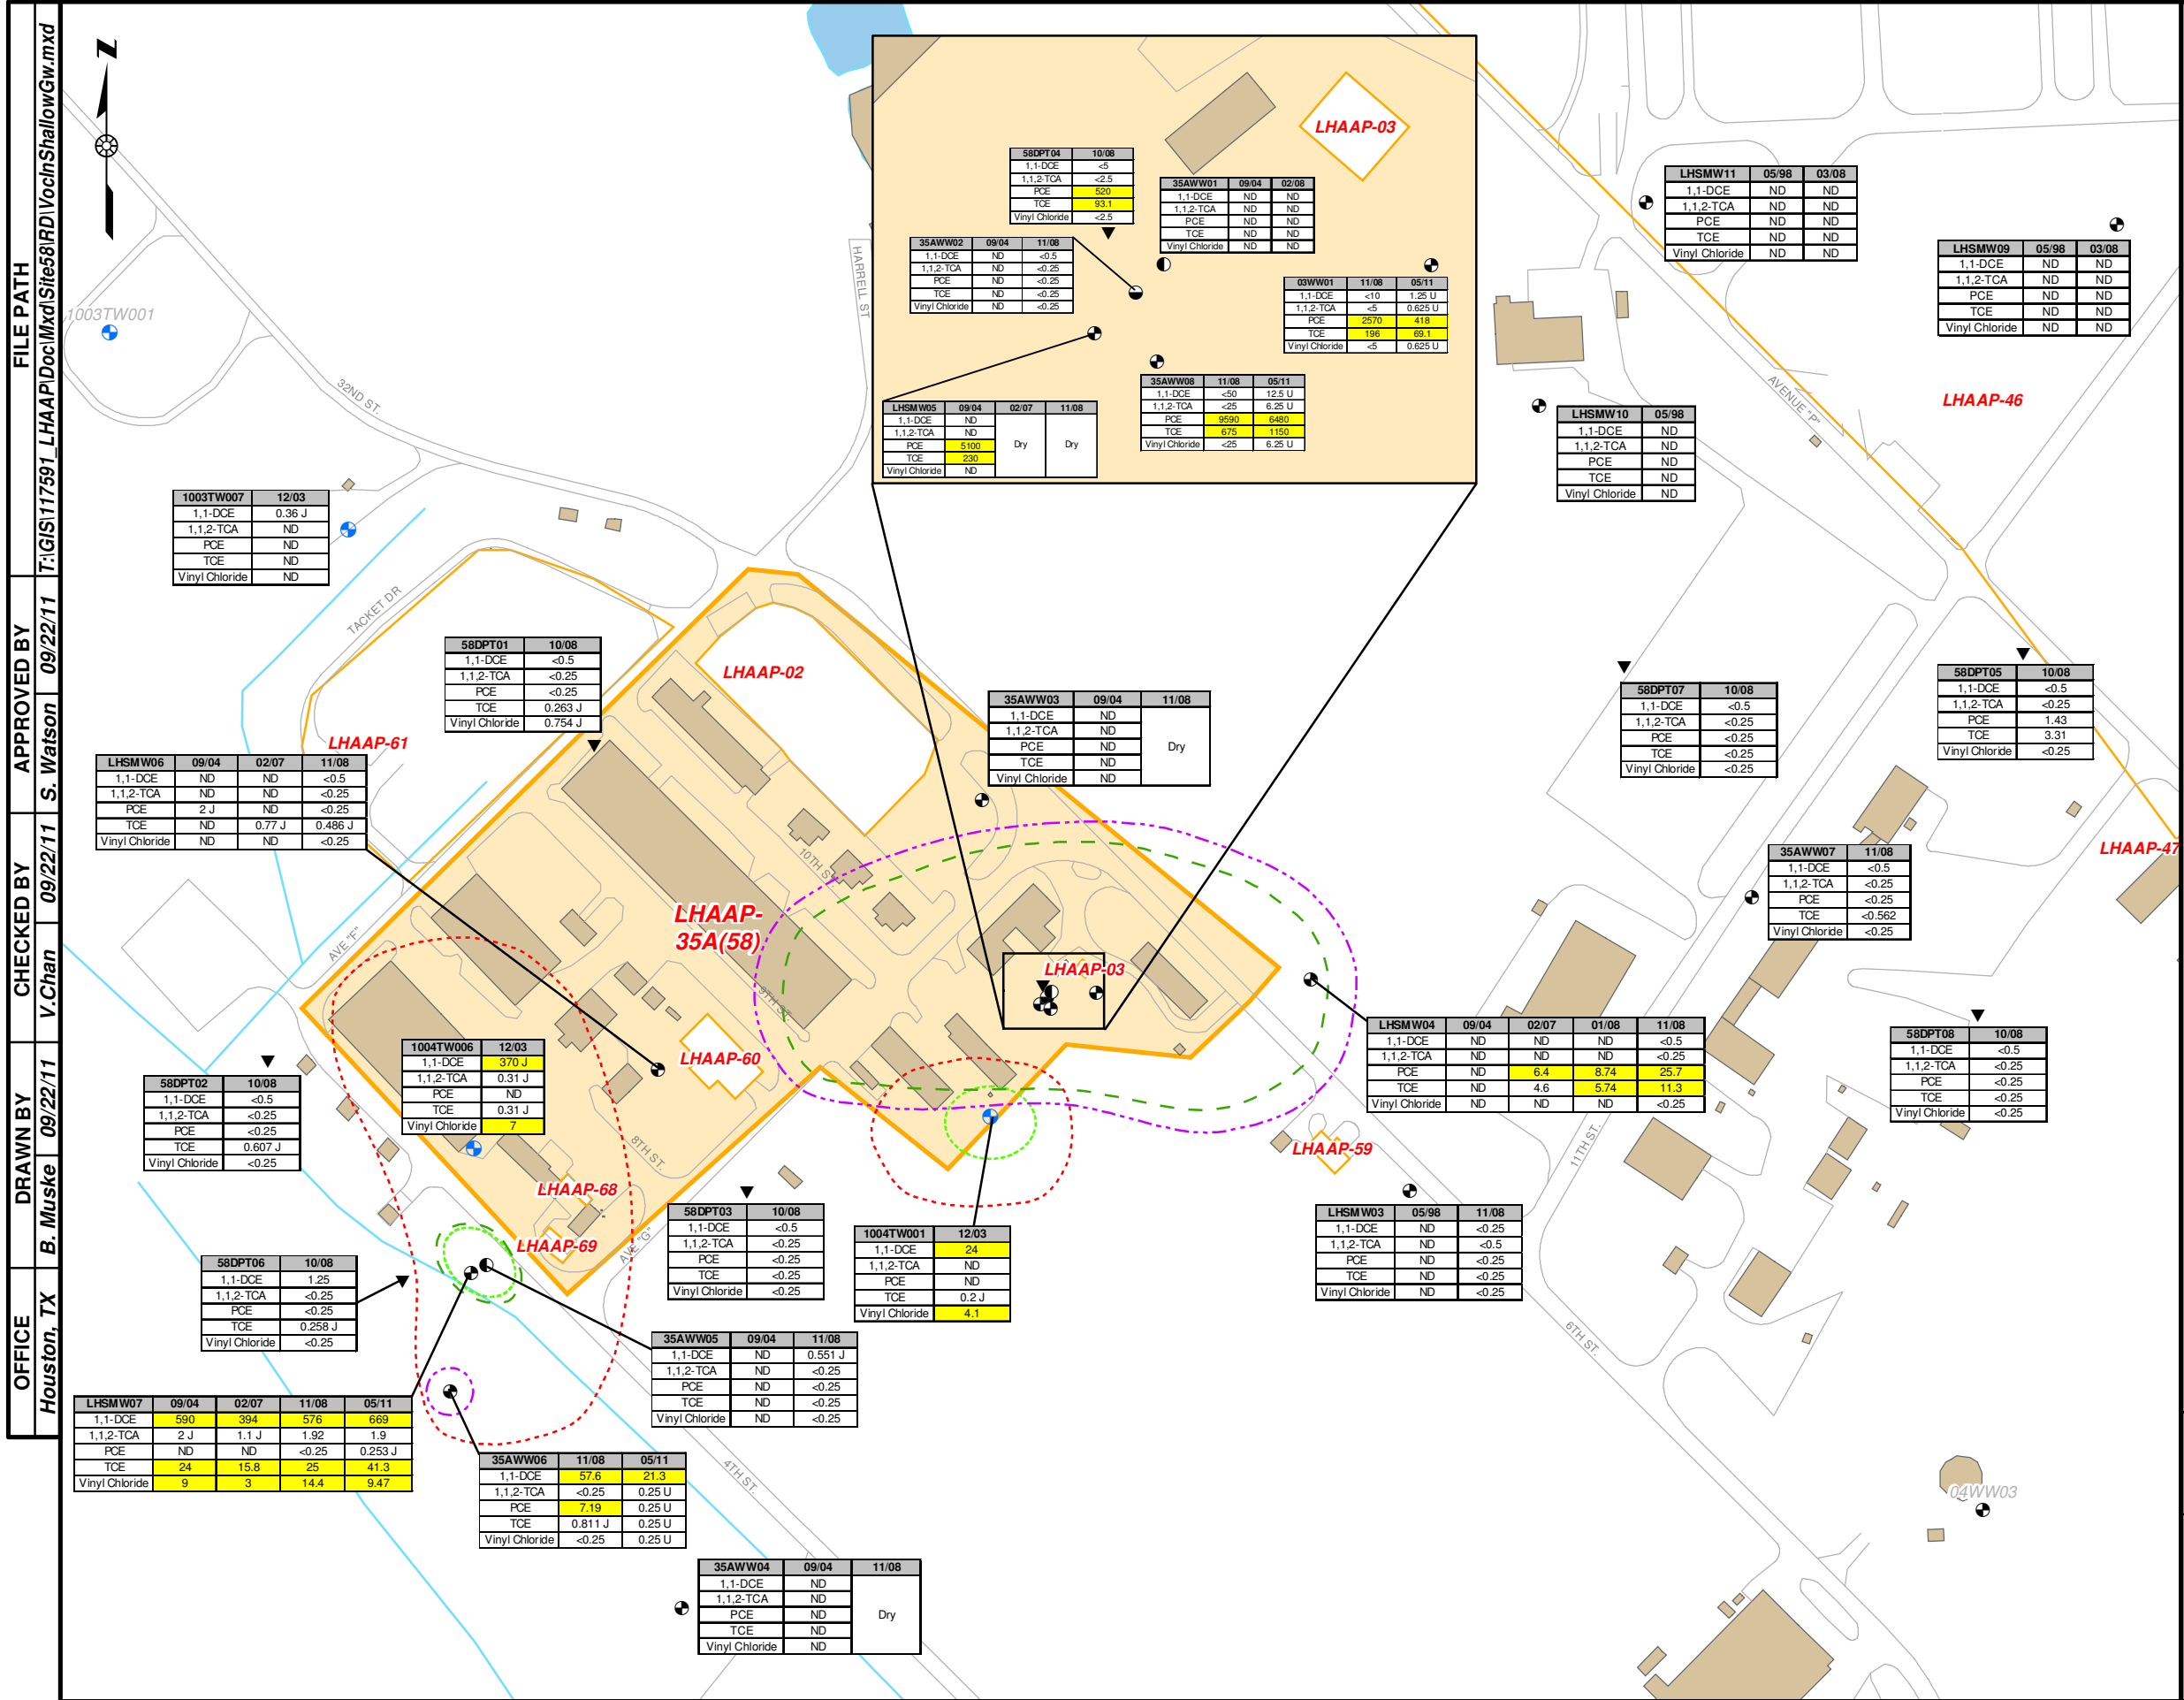 FILE PATH
T:\GIS\117591_LHAAP\Doc\Mxd\Site58\RD\VocInShallowGw.mxd
APPROVED BY
S. Watson 09/22/11
CHECKED BY
V.Chan 09/22/11
DRAWN BY
B. Muske 09/22/11
OFFICE
Houston, TX
N
1003TW001
32ND ST.
HARRELL ST
TACKET DR
AVENUE "P"
LHAAP-03
58DPT04 10/08
1,1-DCE <5
1,1,2-TCA <2.5
PCE 520
TCE 93.1
Vinyl Chloride <2.5
35AWW01 09/04 02/08
1,1-DCE ND ND
1,1,2-TCA ND ND
PCE ND ND
TCE ND ND
Vinyl Chloride ND ND
35AWW02 09/04 11/08
1,1-DCE ND <0.5
1,1,2-TCA ND <0.25
PCE ND <0.25
TCE ND <0.25
Vinyl Chloride ND <0.25
03WW01 11/08 05/11
1,1-DCE <10 1.25 U
1,1,2-TCA <5 0.625 U
PCE 2570 418
TCE 196 69.1
Vinyl Chloride <5 0.625 U
35AWW08 11/08 05/11
1,1-DCE <50 12.5 U
1,1,2-TCA <25 6.25 U
PCE 9590 6480
TCE 675 1150
Vinyl Chloride <25 6.25 U
LHSMW05 09/04 02/07 11/08
1,1-DCE ND
1,1,2-TCA ND
PCE 5100 Dry Dry
TCE 230
Vinyl Chloride ND
LHSMW11 05/98 03/08
1,1-DCE ND ND
1,1,2-TCA ND ND
PCE ND ND
TCE ND ND
Vinyl Chloride ND ND
LHSMW09 05/98 03/08
1,1-DCE ND ND
1,1,2-TCA ND ND
PCE ND ND
TCE ND ND
Vinyl Chloride ND ND
LHAAP-46
LHSMW10 05/98
1,1-DCE ND
1,1,2-TCA ND
PCE ND
TCE ND
Vinyl Chloride ND
1003TW007 12/03
1,1-DCE 0.36 J
1,1,2-TCA ND
PCE ND
TCE ND
Vinyl Chloride ND
58DPT01 10/08
1,1-DCE <0.5
1,1,2-TCA <0.25
PCE <0.25
TCE 0.263 J
Vinyl Chloride 0.754 J
LHAAP-02
LHAAP-61
35AWW03 09/04 11/08
1,1-DCE ND
1,1,2-TCA ND
PCE ND Dry
TCE ND
Vinyl Chloride ND
58DPT07 10/08
1,1-DCE <0.5
1,1,2-TCA <0.25
PCE <0.25
TCE <0.25
Vinyl Chloride <0.25
58DPT05 10/08
1,1-DCE <0.5
1,1,2-TCA <0.25
PCE 1.43
TCE 3.31
Vinyl Chloride <0.25
LHSMW06 09/04 02/07 11/08
1,1-DCE ND ND <0.5
1,1,2-TCA ND ND <0.25
PCE 2 J ND <0.25
TCE ND 0.77 J 0.486 J
Vinyl Chloride ND ND <0.25
LHAAP-47
35AWW07 11/08
1,1-DCE <0.5
1,1,2-TCA <0.25
PCE <0.25
TCE <0.562
Vinyl Chloride <0.25
10TH ST.
LHAAP-
35A(58)
AVE "F"
9TH ST.
LHAAP-03
LHAAP-60
LHSMW04 09/04 02/07 01/08 11/08
1,1-DCE ND ND ND <0.5
1,1,2-TCA ND ND ND <0.25
PCE ND 6.4 8.74 25.7
TCE ND 4.6 5.74 11.3
Vinyl Chloride ND ND ND <0.25
58DPT08 10/08
1,1-DCE <0.5
1,1,2-TCA <0.25
PCE <0.25
TCE <0.25
Vinyl Chloride <0.25
1004TW006 12/03
1,1-DCE 370 J
1,1,2-TCA 0.31 J
PCE ND
TCE 0.31 J
Vinyl Chloride 7
58DPT02 10/08
1,1-DCE <0.5
1,1,2-TCA <0.25
PCE <0.25
TCE 0.607 J
Vinyl Chloride <0.25
8TH ST.
LHAAP-59
11TH ST.
LHAAP-68
LHAAP-69
AVE "G"
58DPT03 10/08
1,1-DCE <0.5
1,1,2-TCA <0.25
PCE <0.25
TCE <0.25
Vinyl Chloride <0.25
1004TW001 12/03
1,1-DCE 24
1,1,2-TCA ND
PCE ND
TCE 0.2 J
Vinyl Chloride 4.1
LHSMW03 05/98 11/08
1,1-DCE ND <0.25
1,1,2-TCA ND <0.5
PCE ND <0.25
TCE ND <0.25
Vinyl Chloride ND <0.25
58DPT06 10/08
1,1-DCE 1.25
1,1,2-TCA <0.25
PCE <0.25
TCE 0.258 J
Vinyl Chloride <0.25
6TH ST.
35AWW05 09/04 11/08
1,1-DCE ND 0.551 J
1,1,2-TCA ND <0.25
PCE ND <0.25
TCE ND <0.25
Vinyl Chloride ND <0.25
LHSMW07 09/04 02/07 11/08 05/11
1,1-DCE 590 394 576 669
1,1,2-TCA 2 J 1.1 J 1.92 1.9
PCE ND ND <0.25 0.253 J
TCE 24 15.8 25 41.3
Vinyl Chloride 9 3 14.4 9.47
35AWW06 11/08 05/11
1,1-DCE 57.6 21.3
1,1,2-TCA <0.25 0.25 U
PCE 7.19 0.25 U
TCE 0.811 J 0.25 U
Vinyl Chloride <0.25 0.25 U
4TH ST.
04WW03
35AWW04 09/04 11/08
1,1-DCE ND
1,1,2-TCA ND
PCE ND Dry
TCE ND
Vinyl Chloride ND